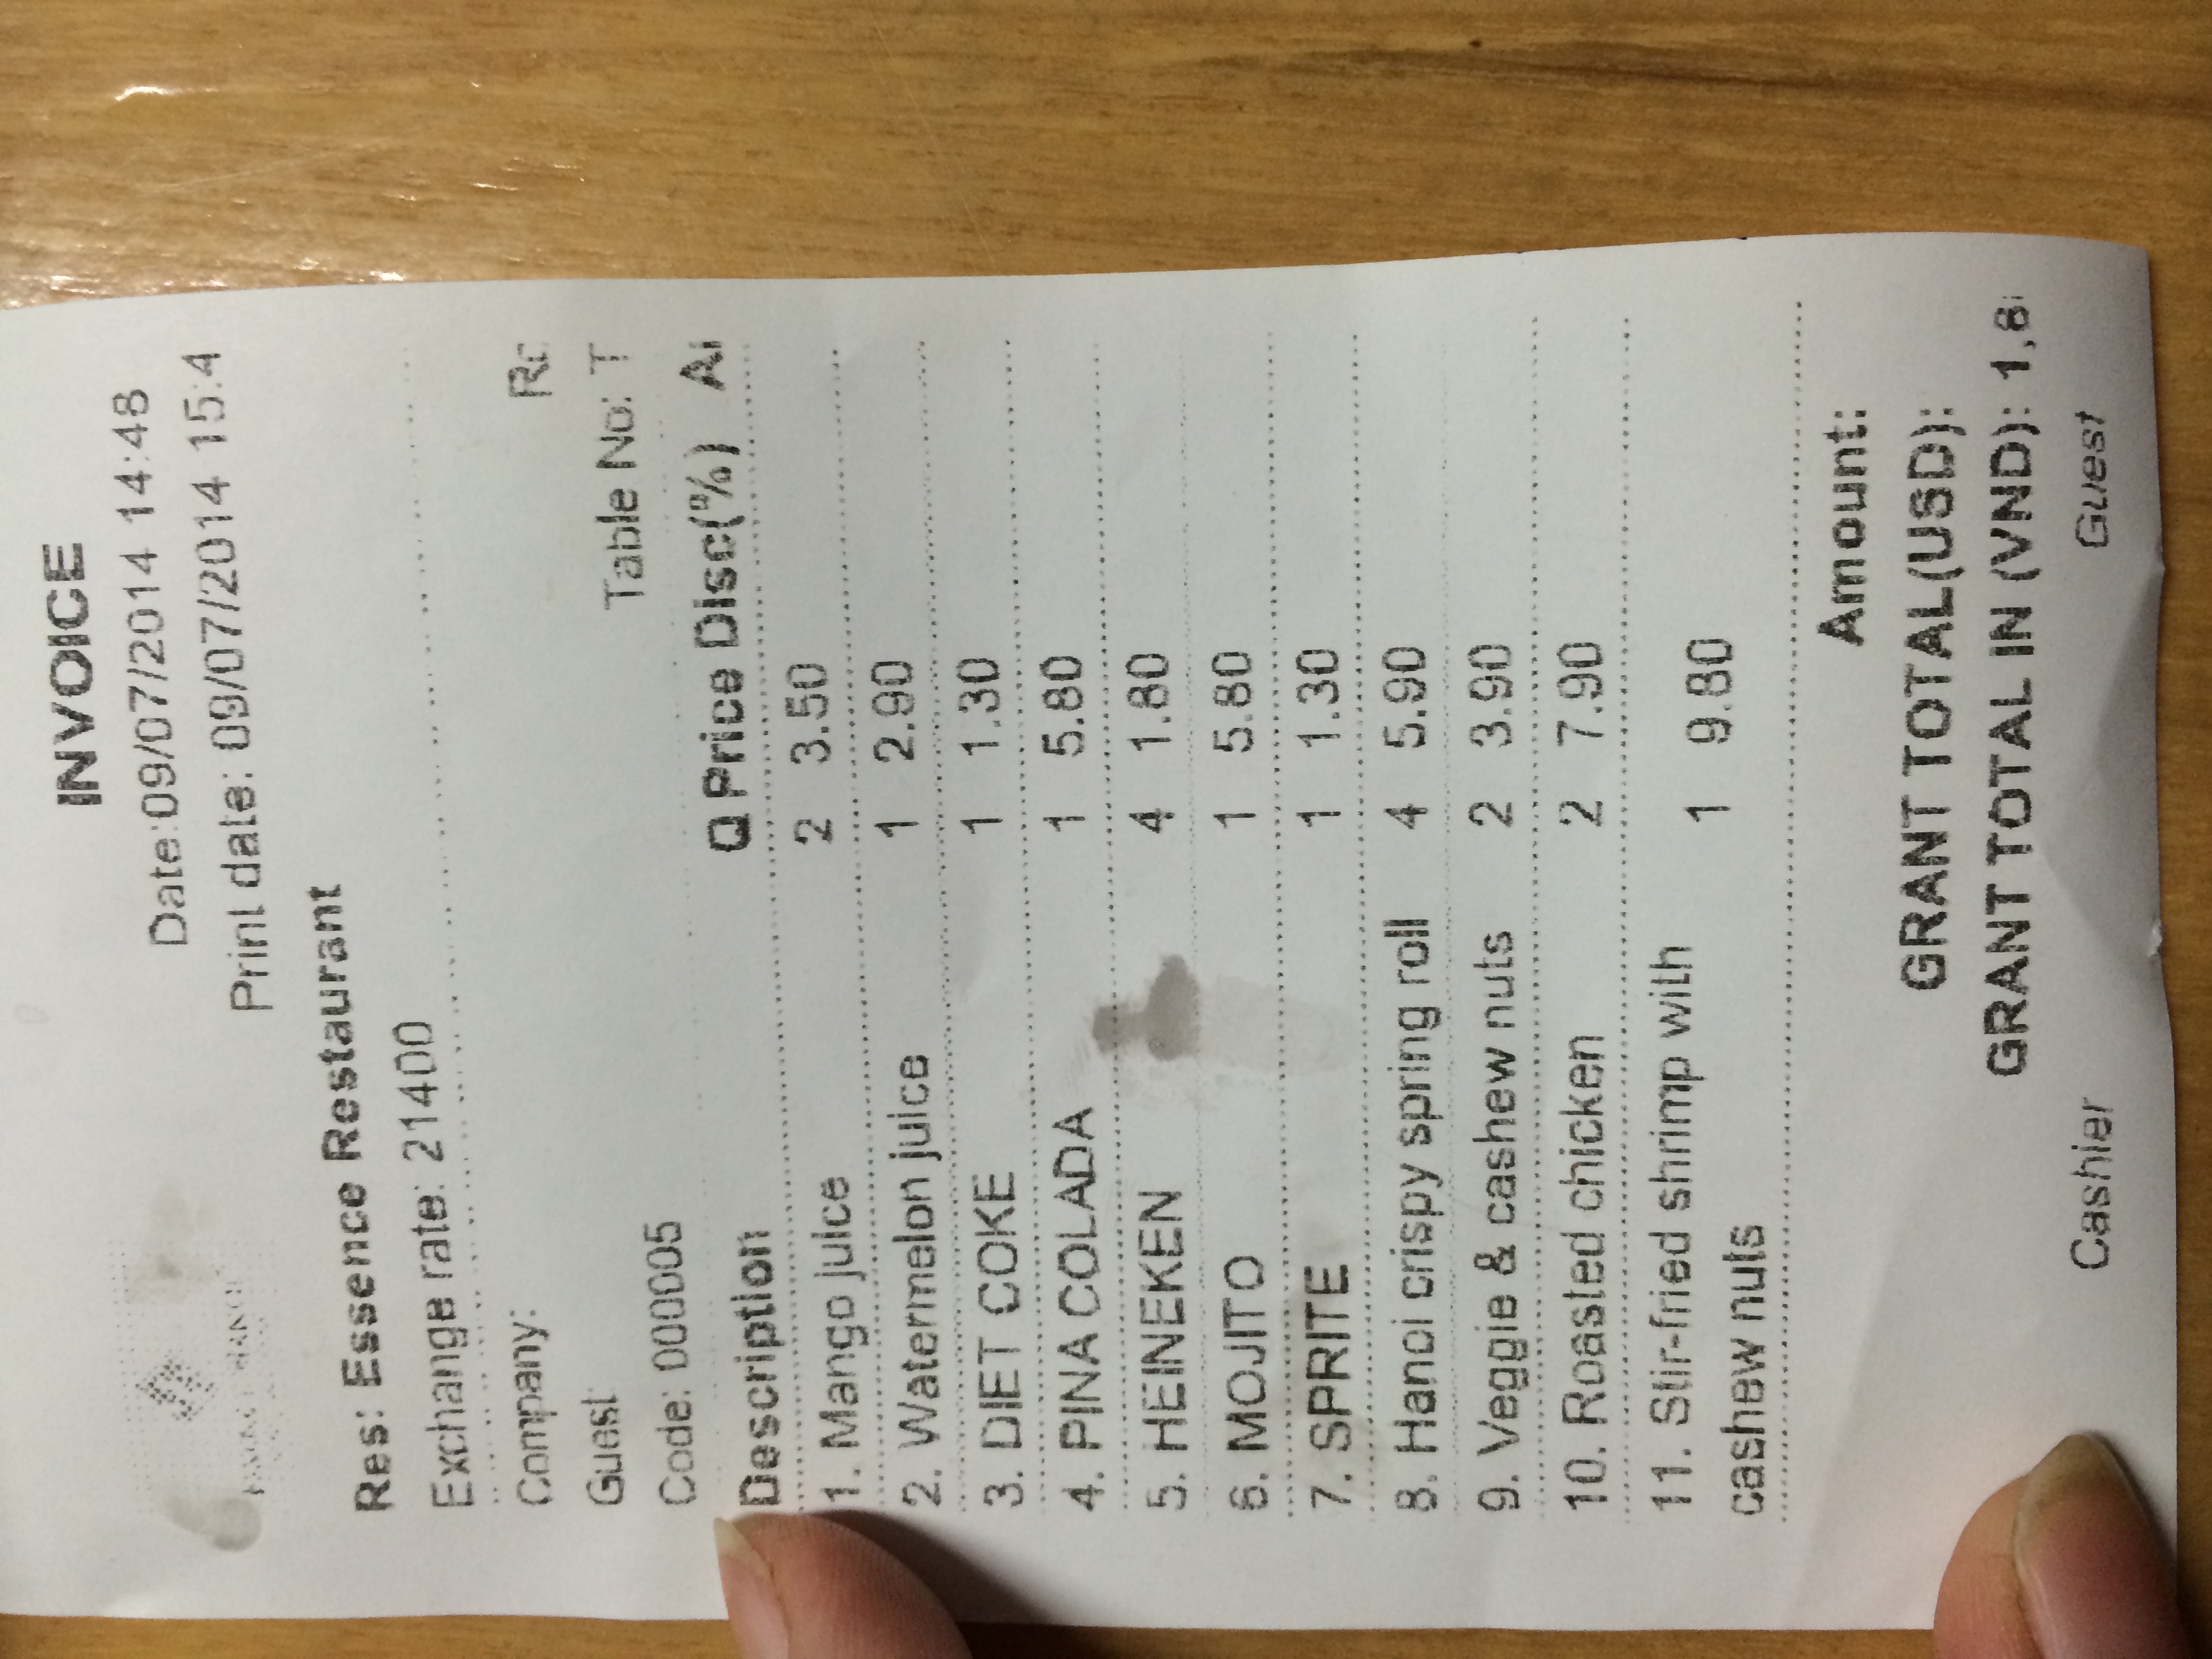 INVOICE
Date:09/07/2014 14:48
Print date: 09/07/2014 15:4
Res: Essence Restaurant
Exchange rate: 21400
Company:
Guest
Code: 000005
Table No: T
Description Q Price Disc(%)
1. Mango juice 2 3.50
2. Watermelon juice 1 2.90
3. DIET COKE 1 1.30
4. PINA COLADA 1 5.80
5. HEINEKEN 4 1.80
6. MOJITO 1 5.80
7. SPRITE 1 1.30
8. Hanoi crispy spring roll 4 5.90
9. Veggie & cashew nuts 2 3.90
10. Roasted chicken 2 7.90
11. Stir-fried shrimp with
cashew nuts 1 9.80
Amount:
GRANT TOTAL(USD):
GRANT TOTAL IN (VND): 1,8
Cashier Guest